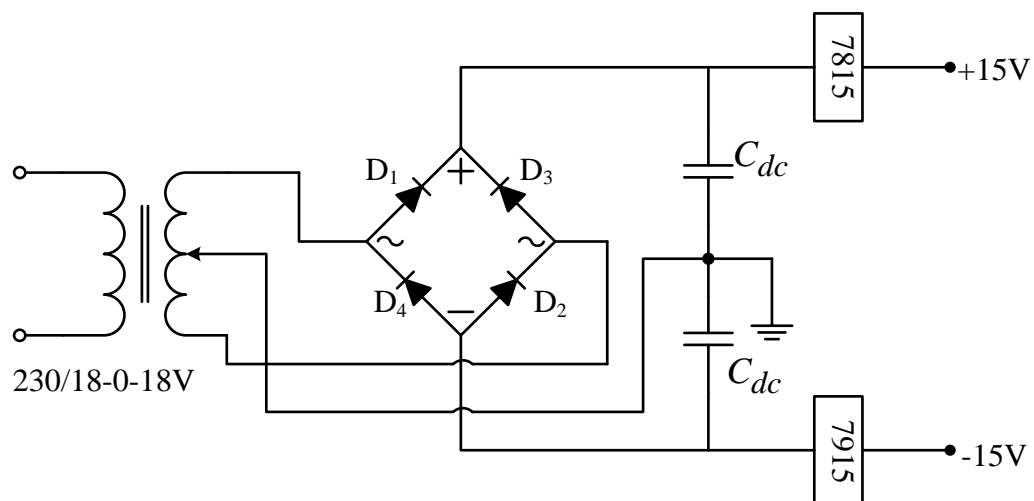 7815
+15V
D₁
D₃
C_dc
+
~
~
D₄
D₂
−
230/18-0-18V
C_dc
7915
-15V